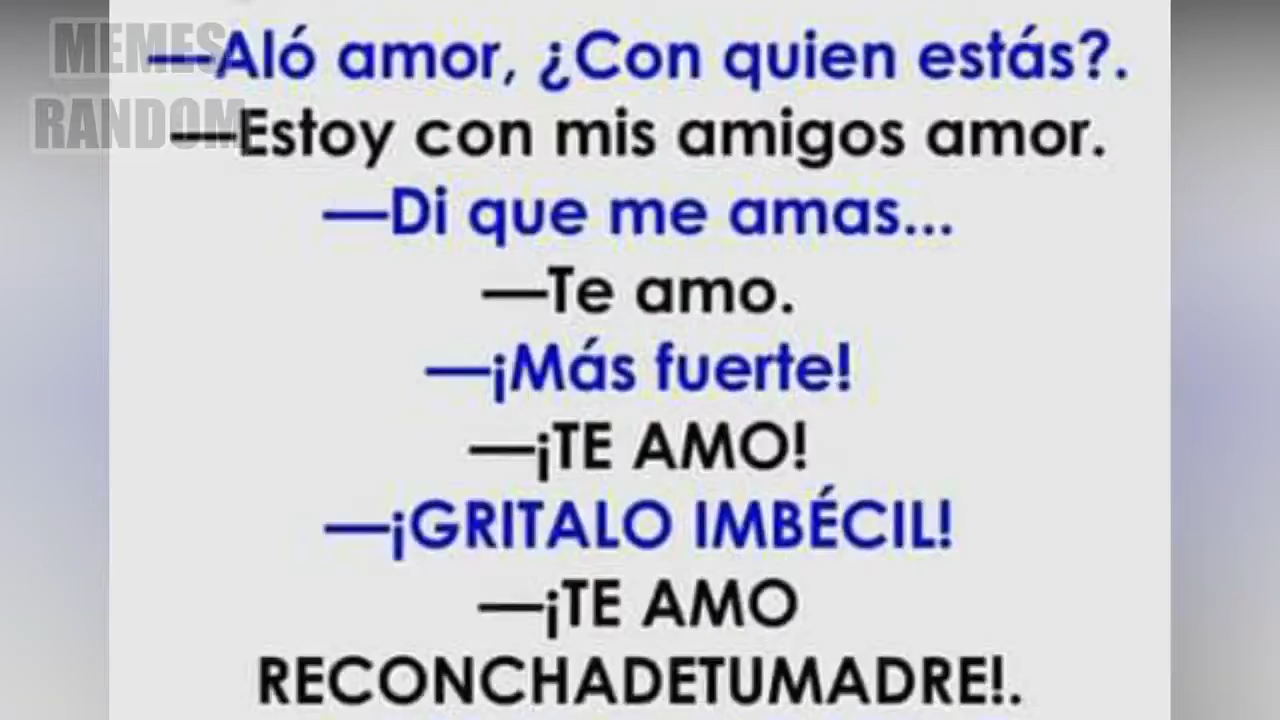 MEMES
RANDOM
—Aló amor, ¿Con quien estás?.
—Estoy con mis amigos amor.
—Di que me amas...
—Te amo.
—¡Más fuerte!
—¡TE AMO!
—¡GRITALO IMBÉCIL!
—¡TE AMO
RECONCHADETUMADRE!.